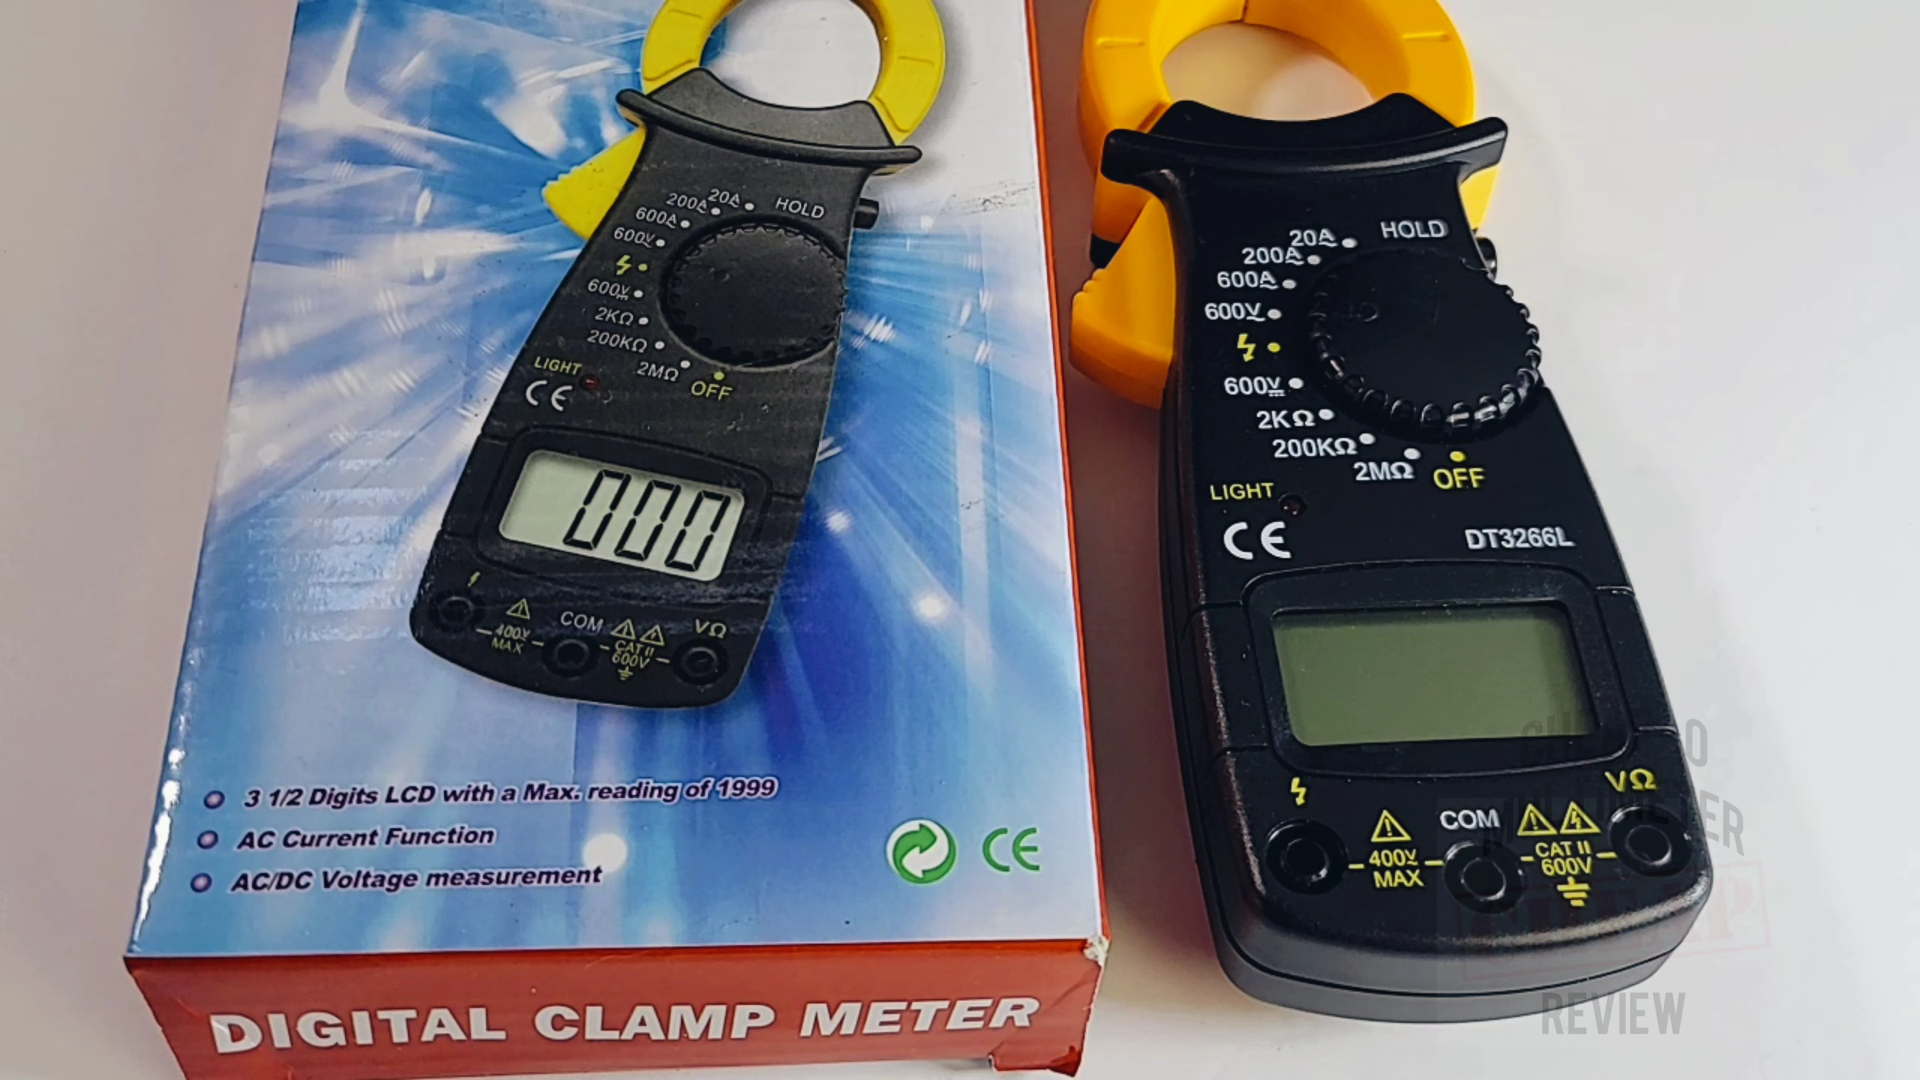 HOLD
20A
200A
600A
600V
600V
2KΩ
200KΩ
2MΩ
OFF
LIGHT
CE
000
COM
VΩ
400V
MAX
CAT II
600V
3 1/2 Digits LCD with a Max. reading of 1999
AC Current Function
AC/DC Voltage measurement
CE
DIGITAL CLAMP METER
HOLD
20A
200A
600A
600V
600V
2KΩ
200KΩ
2MΩ
OFF
LIGHT
CE
DT3266L
VΩ
COM
400V
MAX
CAT II
600V
REVIEW